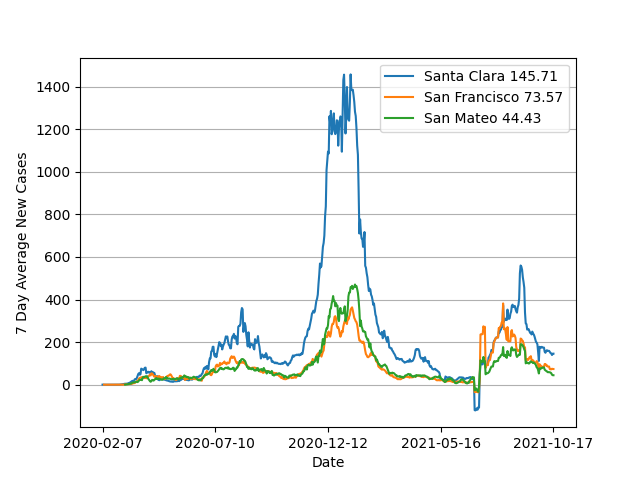 1400
1200
1000
800
600
400
200
0
7 Day Average New Cases
Santa Clara 145.71
San Francisco 73.57
San Mateo 44.43
2020-02-07 2020-07-10 2020-12-12 2021-05-16 2021-10-17
Date